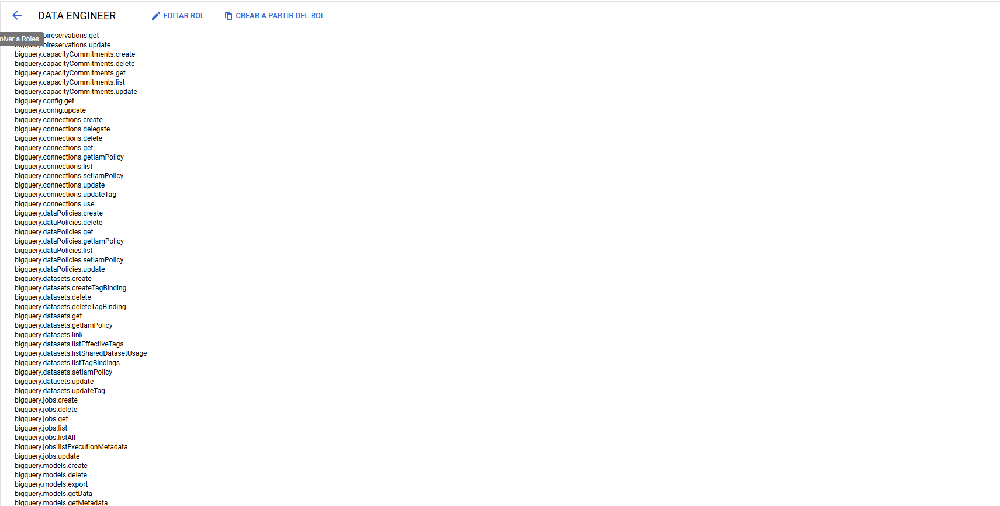 DATA ENGINEER EDITAR ROL CREAR A PARTIR DEL ROL
olver a Roles
bireservations.get
bigquery.bireservations.update
bigquery.capacityCommitments.create
bigquery.capacityCommitments.delete
bigquery.capacityCommitments.get
bigquery.capacityCommitments.list
bigquery.capacityCommitments.update
bigquery.config.get
bigquery.config.update
bigquery.connections.create
bigquery.connections.delegate
bigquery.connections.delete
bigquery.connections.get
bigquery.connections.getIamPolicy
bigquery.connections.list
bigquery.connections.setIamPolicy
bigquery.connections.update
bigquery.connections.updateTag
bigquery.connections.use
bigquery.dataPolicies.create
bigquery.dataPolicies.delete
bigquery.dataPolicies.get
bigquery.dataPolicies.getIamPolicy
bigquery.dataPolicies.list
bigquery.dataPolicies.setIamPolicy
bigquery.dataPolicies.update
bigquery.datasets.create
bigquery.datasets.createTagBinding
bigquery.datasets.delete
bigquery.datasets.deleteTagBinding
bigquery.datasets.get
bigquery.datasets.getIamPolicy
bigquery.datasets.link
bigquery.datasets.listEffectiveTags
bigquery.datasets.listSharedDatasetUsage
bigquery.datasets.listTagBindings
bigquery.datasets.setIamPolicy
bigquery.datasets.update
bigquery.datasets.updateTag
bigquery.jobs.create
bigquery.jobs.delete
bigquery.jobs.get
bigquery.jobs.list
bigquery.jobs.listAll
bigquery.jobs.listExecutionMetadata
bigquery.jobs.update
bigquery.models.create
bigquery.models.delete
bigquery.models.export
bigquery.models.getData
bigquery.models.getMetadata